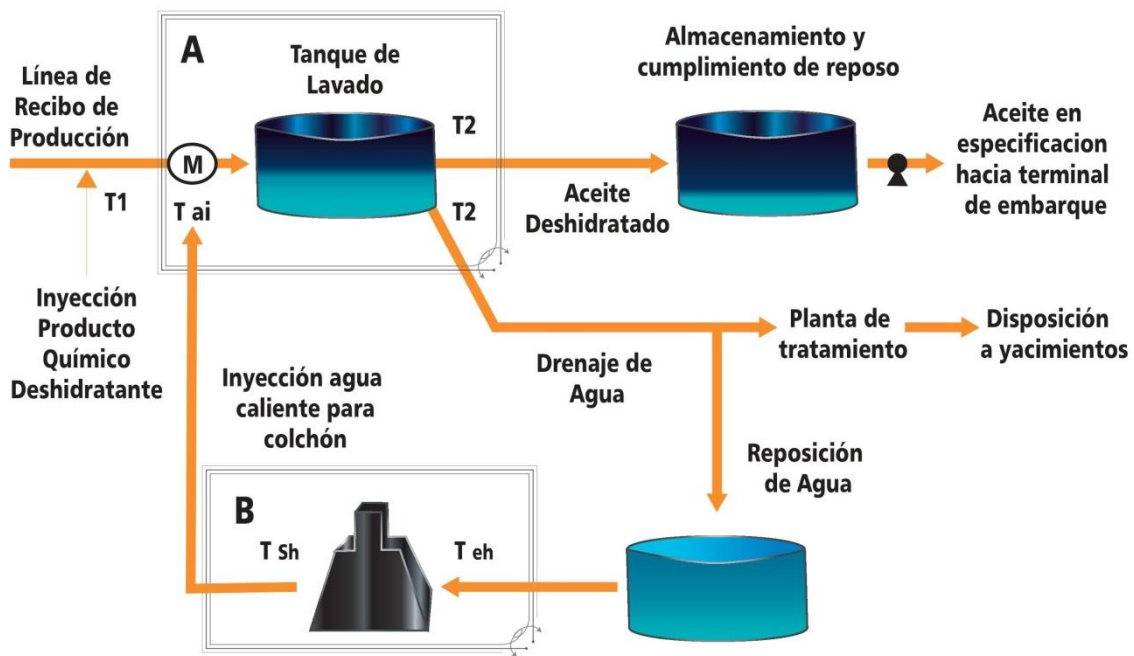 A
Tanque de
Lavado
Almacenamiento y
cumplimiento de reposo
Línea de
Recibo de
Producción
T2
Aceite en
especificacion
hacia terminal
de embarque
M
T1
T ai
T2
Aceite
Deshidratado
Inyección
Producto
Químico
Deshidratante
Planta de
tratamiento
Disposición
a yacimientos
Drenaje de
Agua
Inyección agua
caliente para
colchón
Reposición
de Agua
B
T Sh
T eh